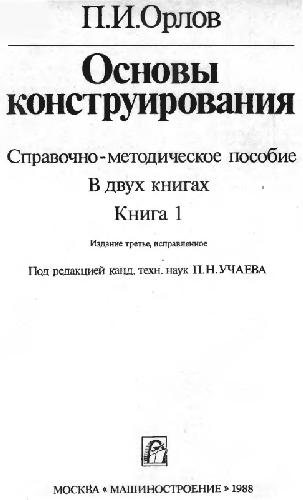 П.И.Орлов
Основы
конструирования
Справочно-методическое пособие
В двух книгах
Книга 1
Издание третье, исправленное
Под редакцией канд. техн. наук П.Н.УЧАЕВА
МОСКВА « МАШИНОСТРОЕНИЕ » 1988